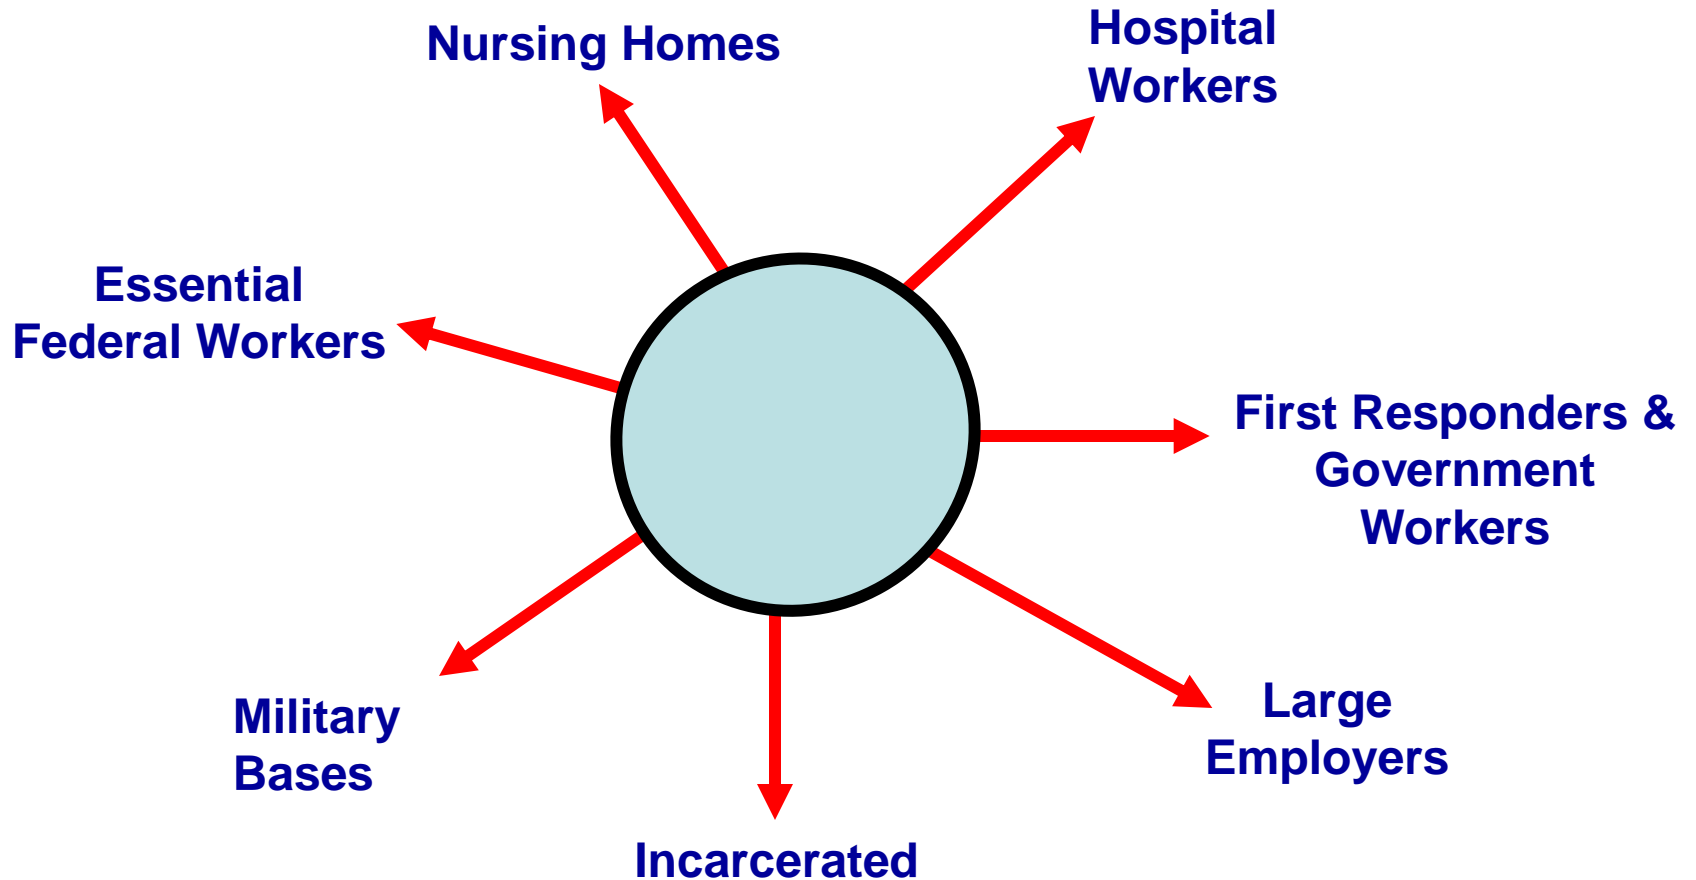 Nursing Homes
Hospital
Workers
Essential
Federal Workers
First Responders &
Government
Workers
Military
Bases
Large
Employers
Incarcerated